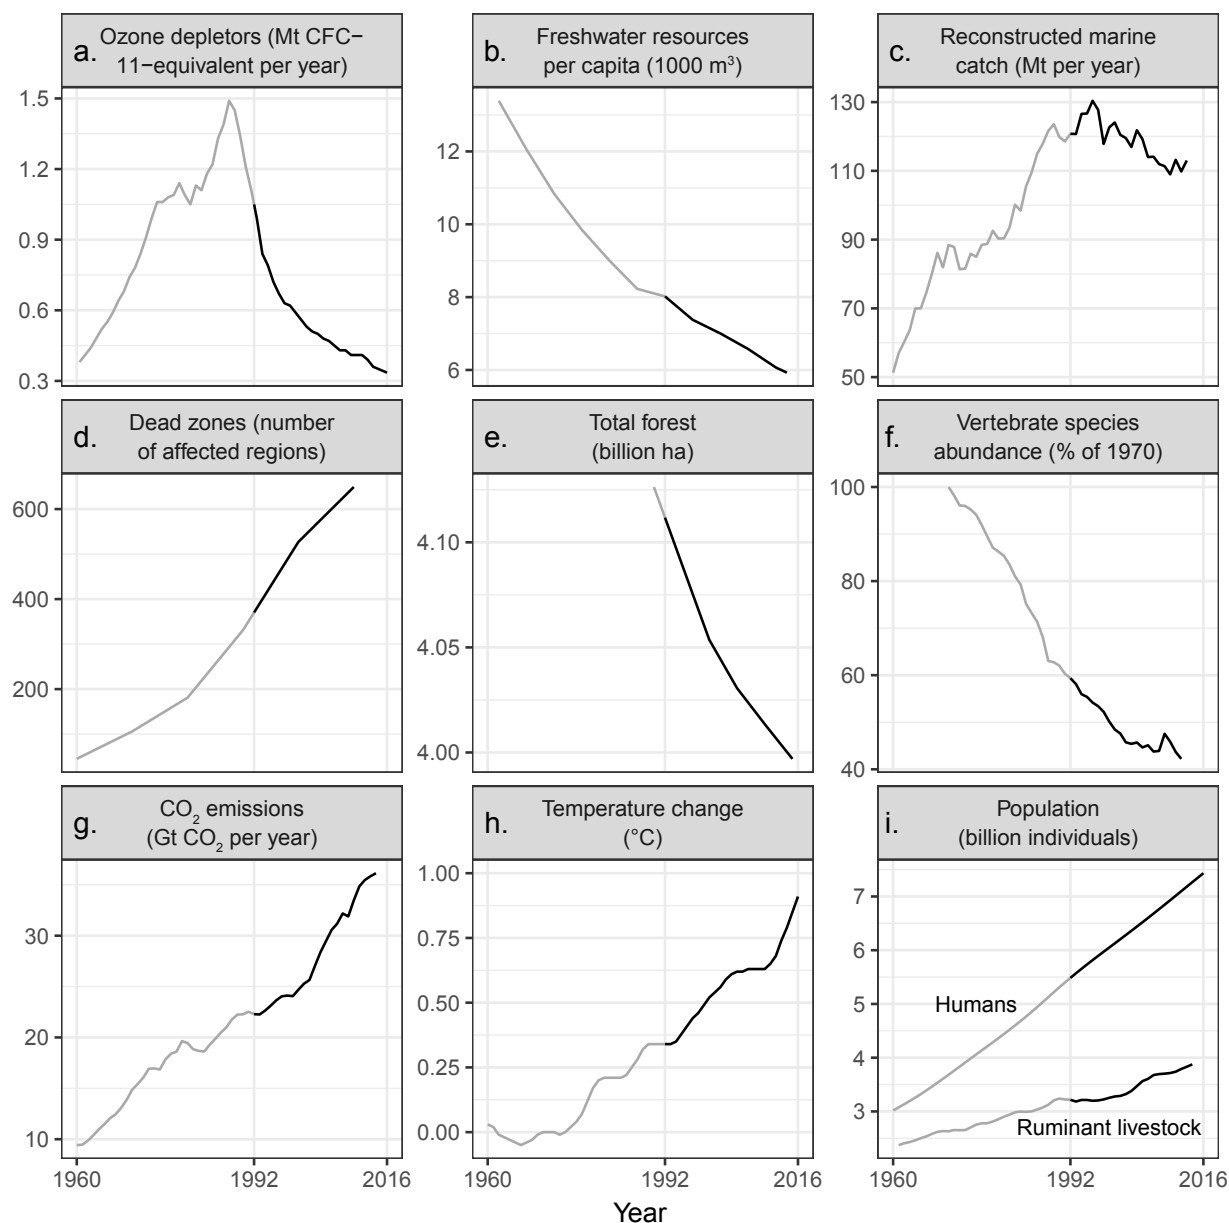 a. Ozone depletors (Mt CFC−
11−equivalent per year)
b. Freshwater resources
per capita (1000 m³)
c. Reconstructed marine
catch (Mt per year)
1.5
1.2
0.9
0.6
0.3
12
10
8
6
130
110
90
70
50
d. Dead zones (number
of affected regions)
e. Total forest
(billion ha)
f. Vertebrate species
abundance (% of 1970)
600
400
200
4.10
4.05
4.00
100
80
60
40
g. CO₂ emissions
(Gt CO₂ per year)
h. Temperature change
(°C)
i. Population
(billion individuals)
30
20
10
1.00
0.75
0.50
0.25
0.00
7
6
5
4
3
Humans
Ruminant livestock
1960 1992 2016
1960 1992 2016
1960 1992 2016
Year